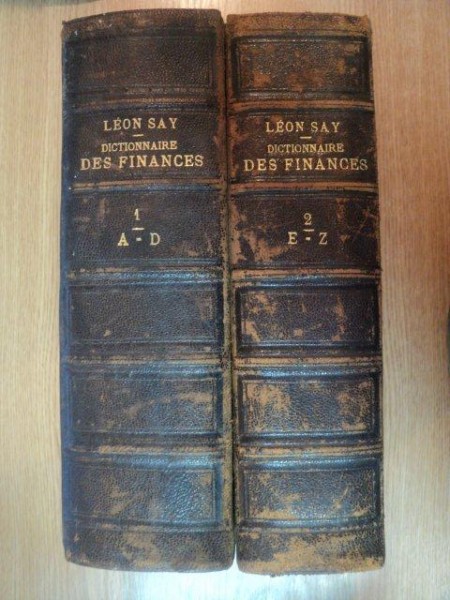 LÉON SAY
DICTIONNAIRE
DES FINANCES
1
A-D
LÉON SAY
DICTIONNAIRE
DES FINANCES
2
E-Z